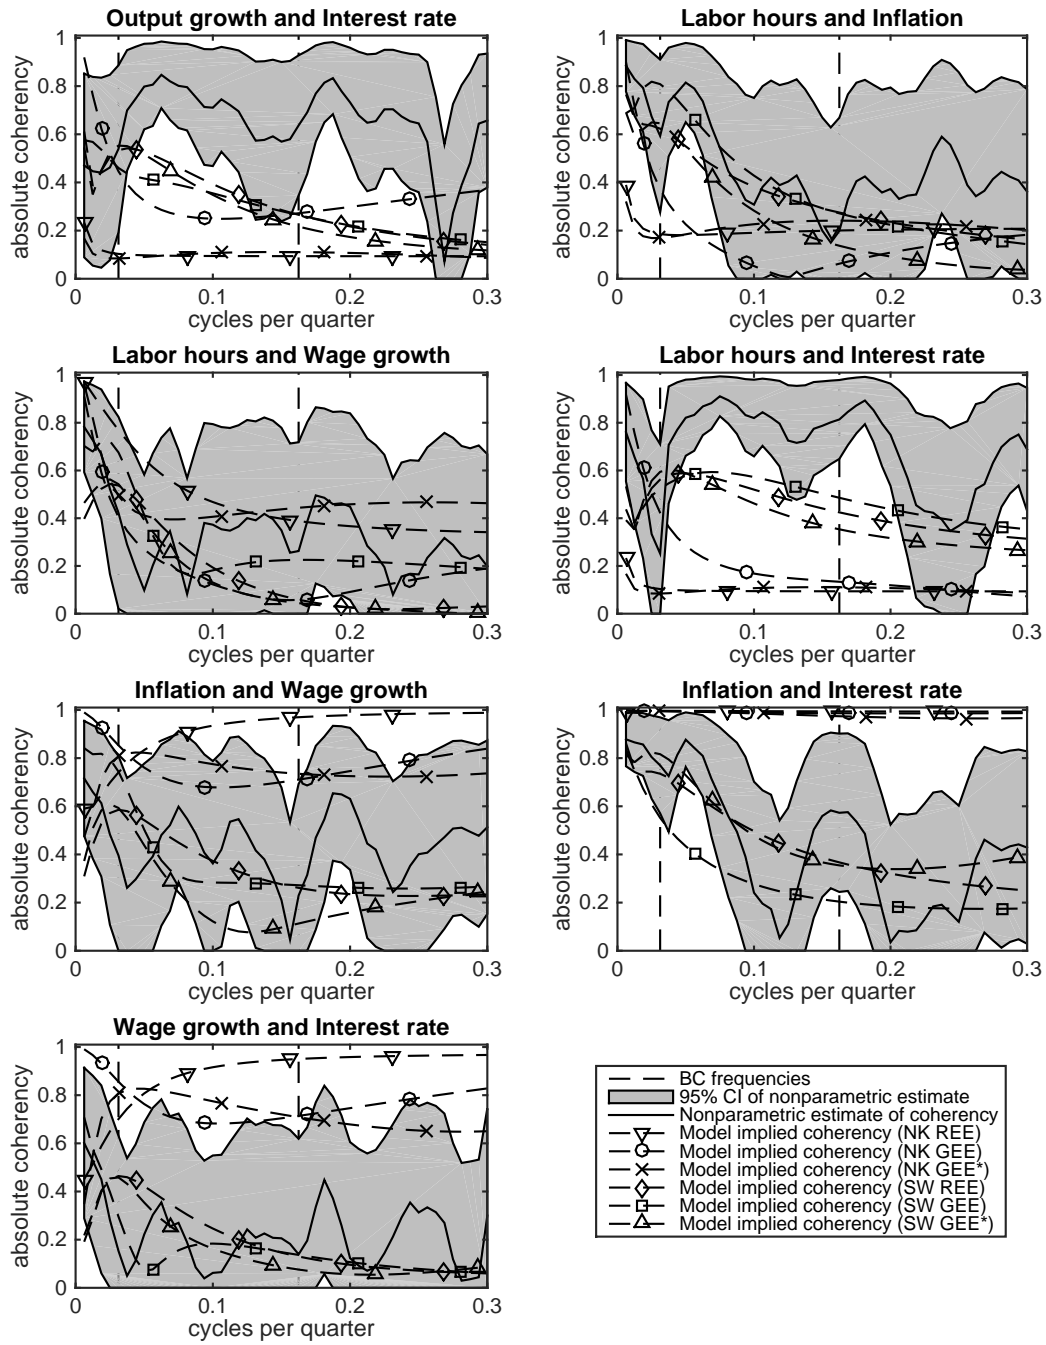 Output growth and Interest rate
absolute coherency
1
0.8
0.6
0.4
0.2
0
0 0.1 0.2 0.3
cycles per quarter
Labor hours and Inflation
absolute coherency
1
0.8
0.6
0.4
0.2
0
0 0.1 0.2 0.3
cycles per quarter
Labor hours and Wage growth
absolute coherency
1
0.8
0.6
0.4
0.2
0
0 0.1 0.2 0.3
cycles per quarter
Labor hours and Interest rate
absolute coherency
1
0.8
0.6
0.4
0.2
0
0 0.1 0.2 0.3
cycles per quarter
Inflation and Wage growth
absolute coherency
1
0.8
0.6
0.4
0.2
0
0 0.1 0.2 0.3
cycles per quarter
Inflation and Interest rate
absolute coherency
1
0.8
0.6
0.4
0.2
0
0 0.1 0.2 0.3
cycles per quarter
Wage growth and Interest rate
absolute coherency
1
0.8
0.6
0.4
0.2
0
0 0.1 0.2 0.3
cycles per quarter
BC frequencies
95% CI of nonparametric estimate
Nonparametric estimate of coherency
Model implied coherency (NK REE)
Model implied coherency (NK GEE)
Model implied coherency (NK GEE*)
Model implied coherency (SW REE)
Model implied coherency (SW GEE)
Model implied coherency (SW GEE*)